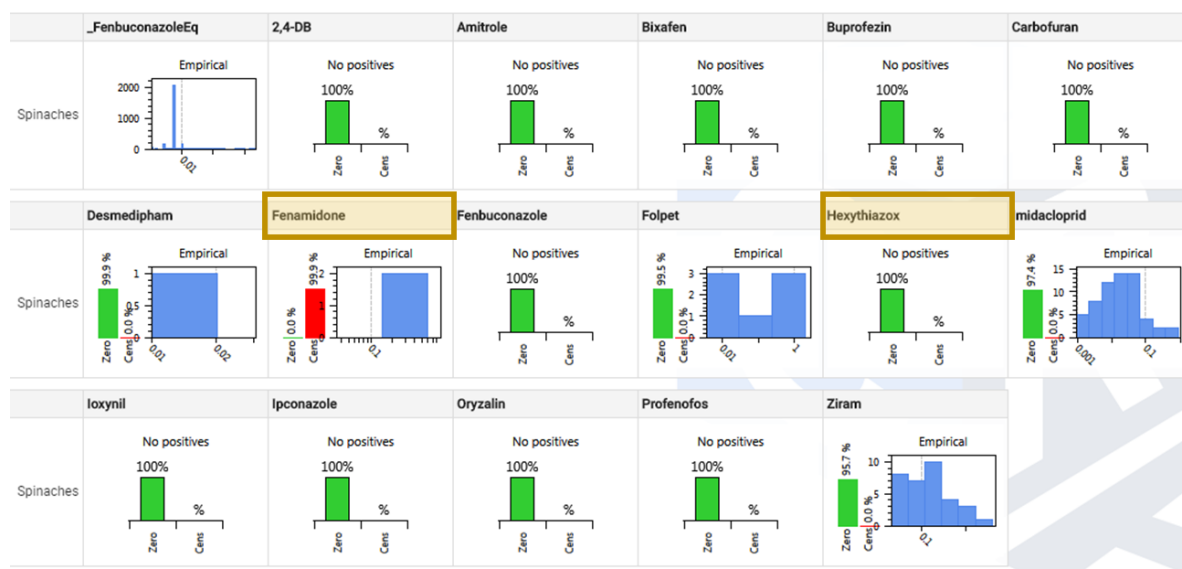 _FenbuconazoleEq 2,4-DB Amitrole Bixafen Buprofezin Carbofuran
Spinaches
Empirical
2000
1000
0
0.01
No positives
100%
%
Zero Cens
No positives
100%
%
Zero Cens
No positives
100%
%
Zero Cens
No positives
100%
%
Zero Cens
No positives
100%
%
Zero Cens
Desmedipham Fenamidone Fenbuconazole Folpet Hexythiazox midacloprid
Spinaches
99.9 %
0.0 %
Zero Cens
Empirical
1
0.5
0
0.01 0.02
0.0 %
99.9 %
Zero Cens
Empirical
2
1
0
0.1
No positives
100%
%
Zero Cens
99.5 %
0.0 %
Zero Cens
Empirical
3
2
1
0.01 1
No positives
100%
%
Zero Cens
97.4 %
0.0 %
Zero Cens
Empirical
15
10
5
0
0.001 0.1
Ioxynil Ipconazole Oryzalin Profenofos Ziram
Spinaches
No positives
100%
%
Zero Cens
No positives
100%
%
Zero Cens
No positives
100%
%
Zero Cens
No positives
100%
%
Zero Cens
95.7 %
0.0 %
Zero Cens
Empirical
10
5
0
0.1